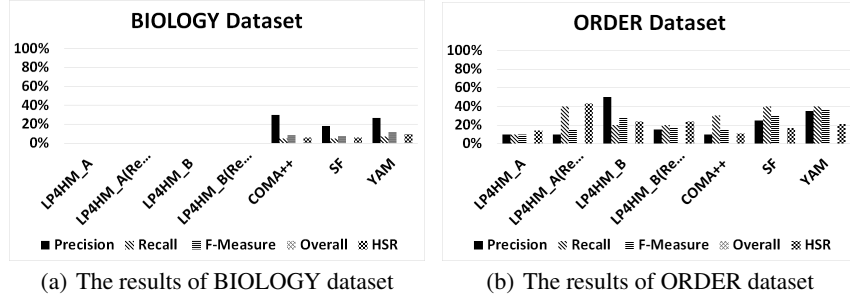 BIOLOGY Dataset
100%
80%
60%
40%
20%
0%
LP4HM_A
LP4HM_A(Re...
LP4HM_B
LP4HM_B(Re...
COMA++
SF
YAM
Precision Recall F-Measure Overall HSR
(a) The results of BIOLOGY dataset
ORDER Dataset
100%
80%
60%
40%
20%
0%
LP4HM_A
LP4HM_A(Re...
LP4HM_B
LP4HM_B(Re...
COMA++
SF
YAM
Precision Recall F-Measure Overall HSR
(b) The results of ORDER dataset